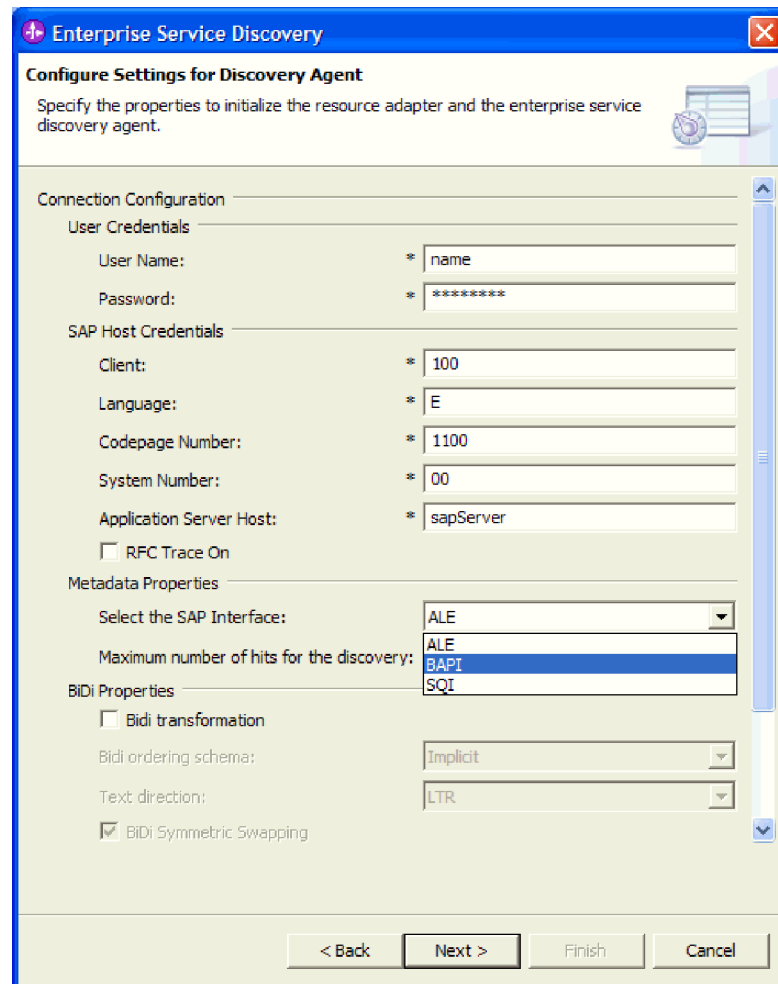 Enterprise Service Discovery
Configure Settings for Discovery Agent
Specify the properties to initialize the resource adapter and the enterprise service
discovery agent.
Connection Configuration
User Credentials
User Name: * name
Password: * ********
SAP Host Credentials
Client: * 100
Language: * E
Codepage Number: * 1100
System Number: * 00
Application Server Host: * sapServer
RFC Trace On
Metadata Properties
Select the SAP Interface: ALE
ALE
Maximum number of hits for the discovery: BAPI
SQI
BiDi Properties
Bidi transformation
Bidi ordering schema: Implicit
Text direction: LTR
BiDi Symmetric Swapping
< Back Next > Finish Cancel